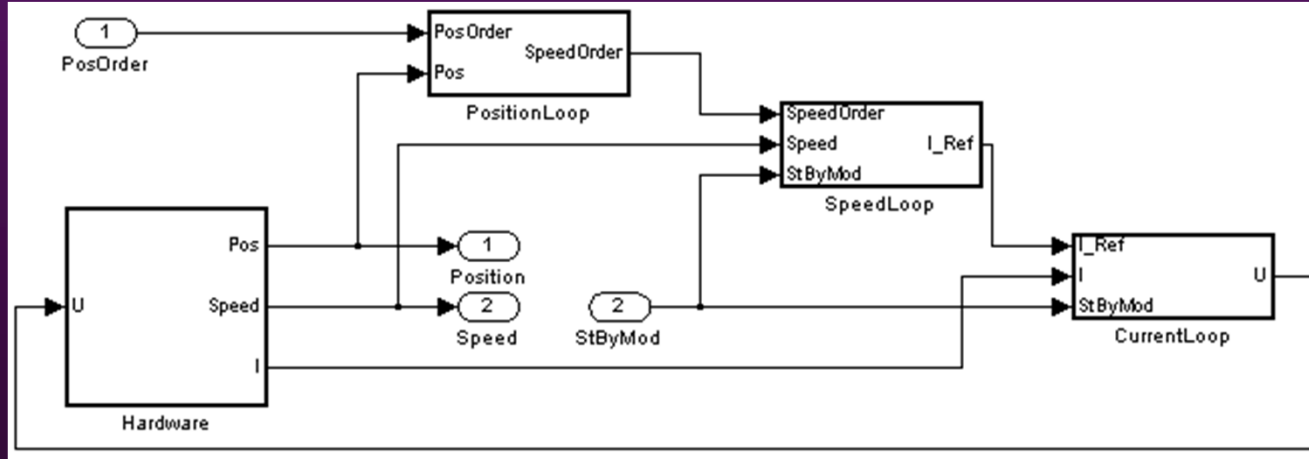 1
PosOrder
PosOrder
SpeedOrder
Pos
PositionLoop
SpeedOrder
Speed
I_Ref
StByMod
SpeedLoop
Pos
U
Speed
I
Hardware
1
Position
2
Speed
2
StByMod
I_Ref
I
U
StByMod
CurrentLoop